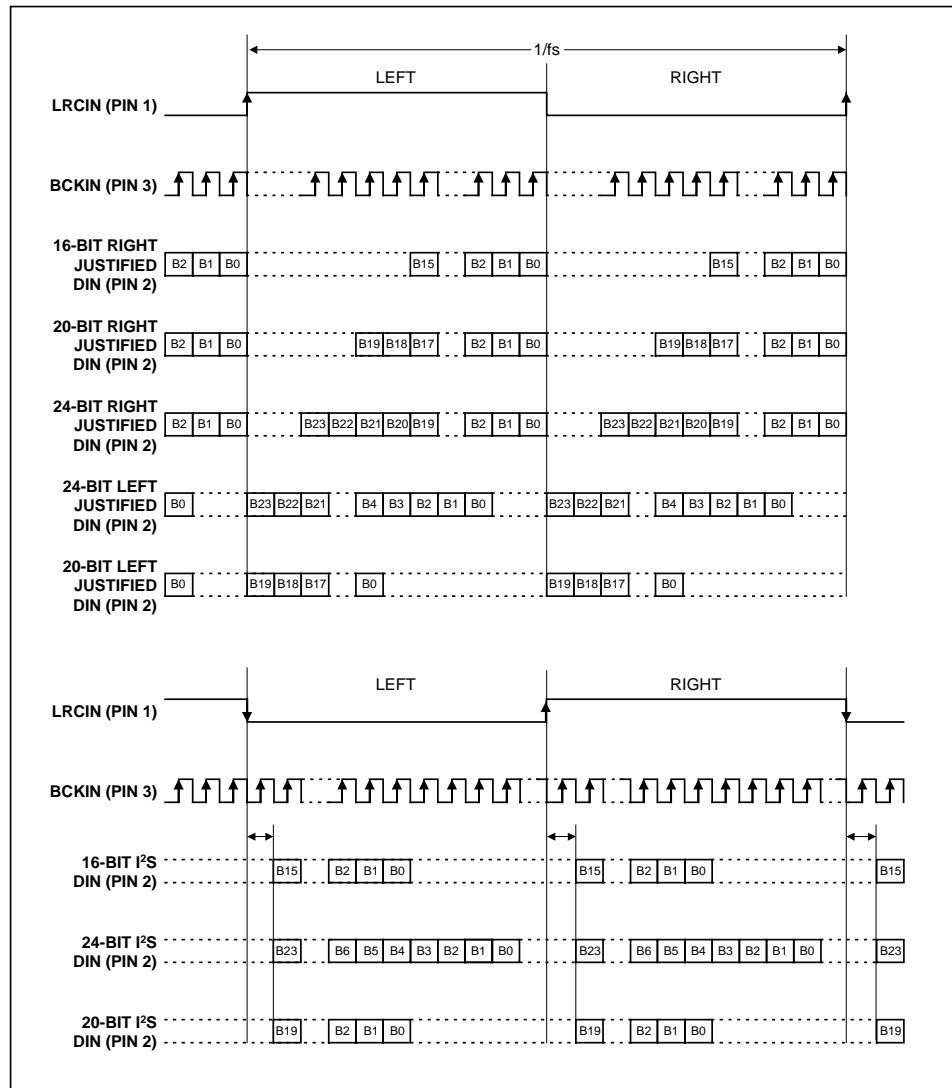 1/fs
LEFT RIGHT
LRCIN (PIN 1)
BCKIN (PIN 3)
16-BIT RIGHT
JUSTIFIED
DIN (PIN 2)
B2 B1 B0 B15 B2 B1 B0 B15 B2 B1 B0
20-BIT RIGHT
JUSTIFIED
DIN (PIN 2)
B2 B1 B0 B19 B18 B17 B2 B1 B0 B19 B18 B17 B2 B1 B0
24-BIT RIGHT
JUSTIFIED
DIN (PIN 2)
B2 B1 B0 B23 B22 B21 B20 B19 B2 B1 B0 B23 B22 B21 B20 B19 B2 B1 B0
24-BIT LEFT
JUSTIFIED
DIN (PIN 2)
B0 B23 B22 B21 B4 B3 B2 B1 B0 B23 B22 B21 B4 B3 B2 B1 B0
20-BIT LEFT
JUSTIFIED
DIN (PIN 2)
B0 B19 B18 B17 B0 B19 B18 B17 B0
LEFT RIGHT
LRCIN (PIN 1)
BCKIN (PIN 3)
16-BIT I²S
DIN (PIN 2)
B15 B2 B1 B0 B15 B2 B1 B0 B15
24-BIT I²S
DIN (PIN 2)
B23 B6 B5 B4 B3 B2 B1 B0 B23 B6 B5 B4 B3 B2 B1 B0 B23
20-BIT I²S
DIN (PIN 2)
B19 B2 B1 B0 B19 B2 B1 B0 B19